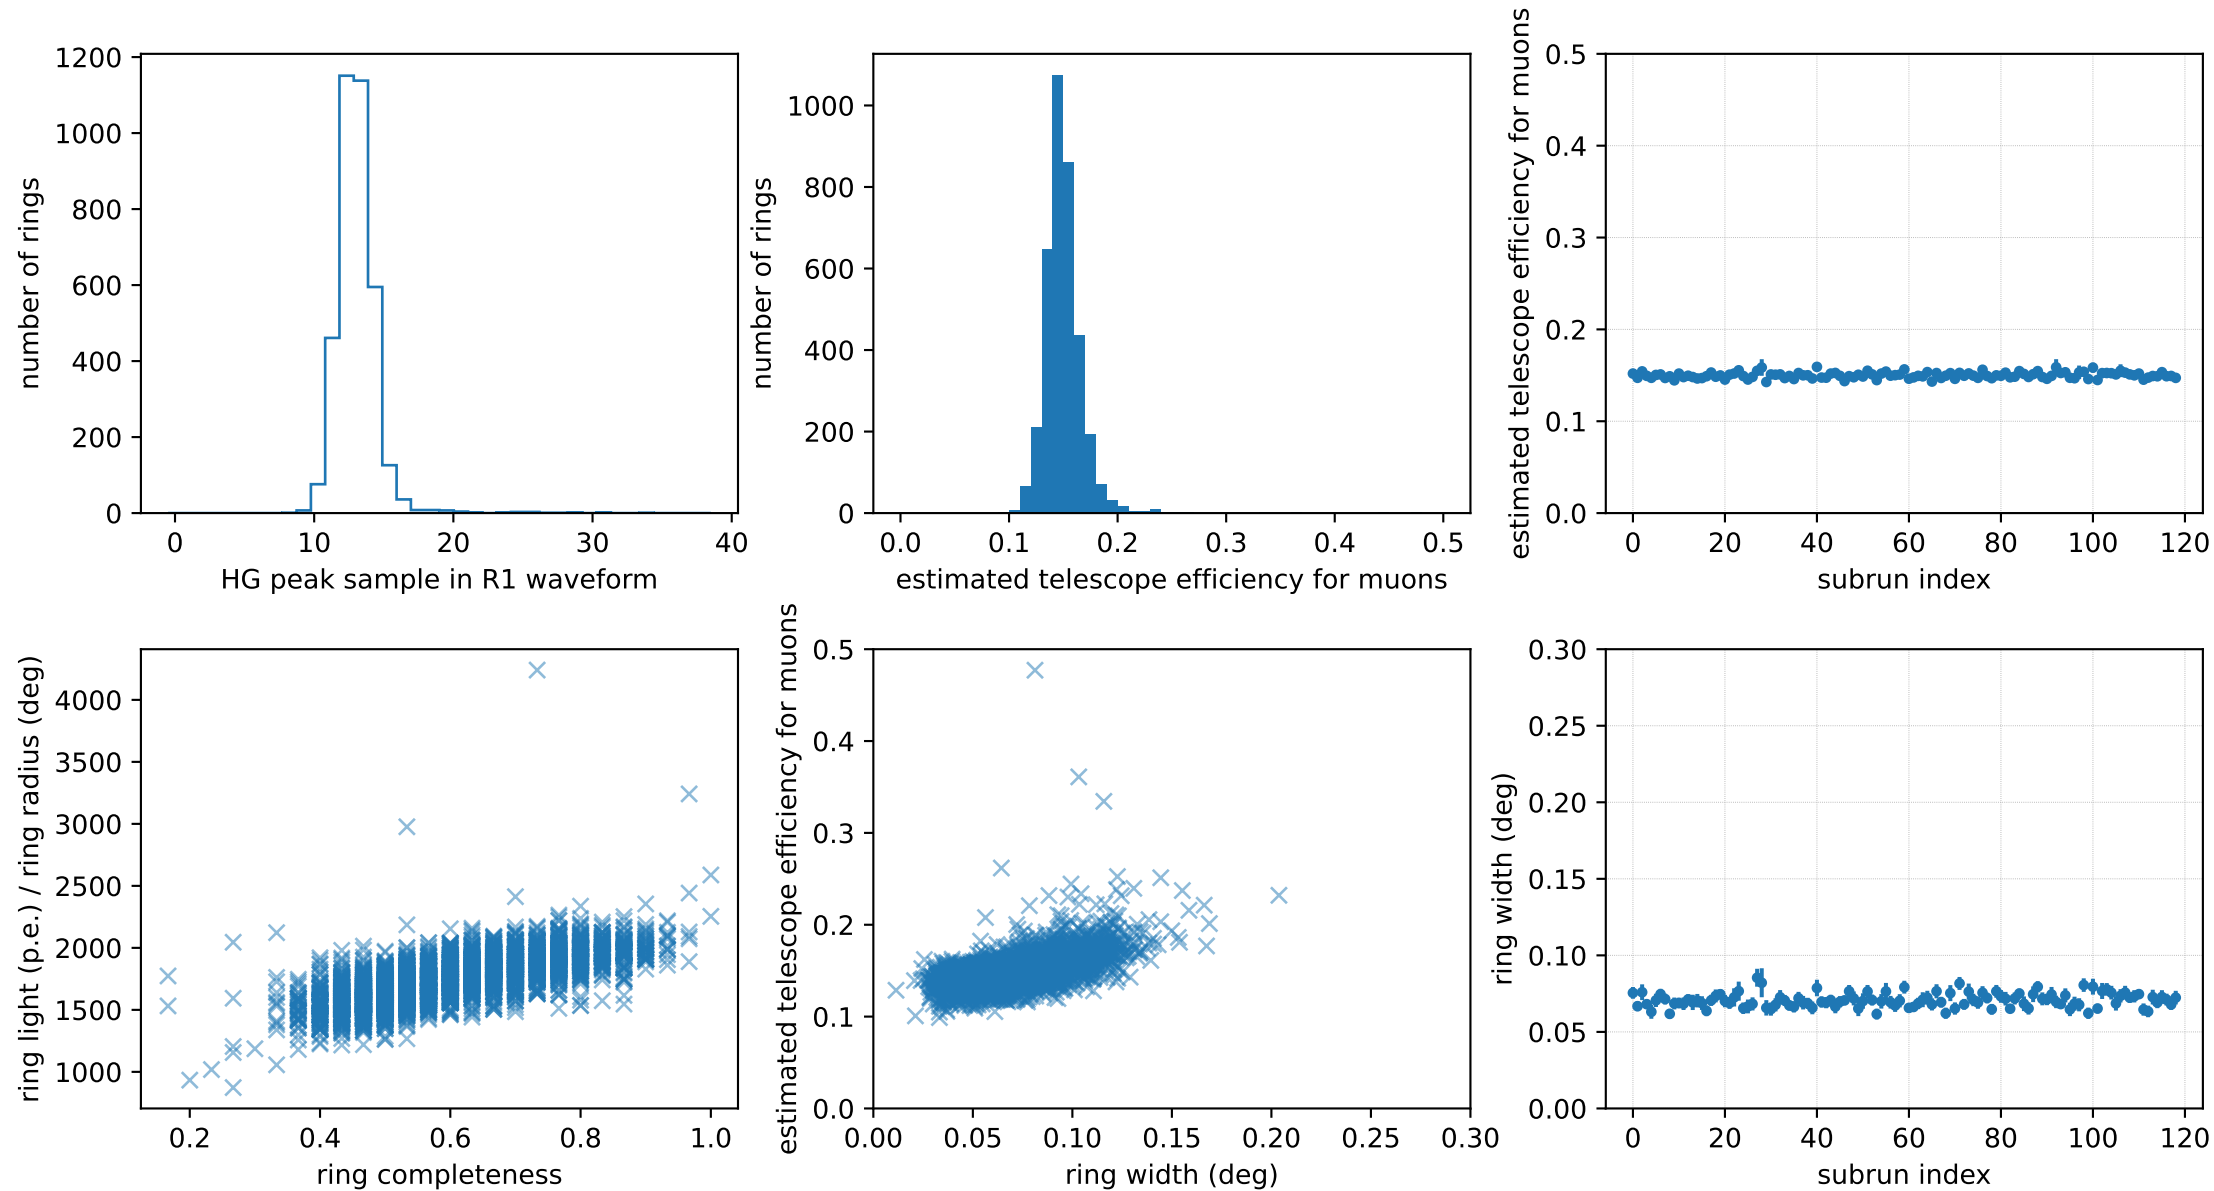 1200
1000
800
600
400
200
0
number of rings
0 10 20 30 40
HG peak sample in R1 waveform
1000
800
600
400
200
0
number of rings
0.0 0.1 0.2 0.3 0.4 0.5
estimated telescope efficiency for muons
0.5
0.4
0.3
0.2
0.1
0.0
estimated telescope efficiency for muons
0 20 40 60 80 100 120
subrun index
4000
3500
3000
2500
2000
1500
1000
ring light (p.e.) / ring radius (deg)
0.2 0.4 0.6 0.8 1.0
ring completeness
0.5
0.4
0.3
0.2
0.1
0.0
estimated telescope efficiency for muons
0.00 0.05 0.10 0.15 0.20 0.25 0.30
ring width (deg)
0.30
0.25
0.20
0.15
0.10
0.05
0.00
ring width (deg)
0 20 40 60 80 100 120
subrun index